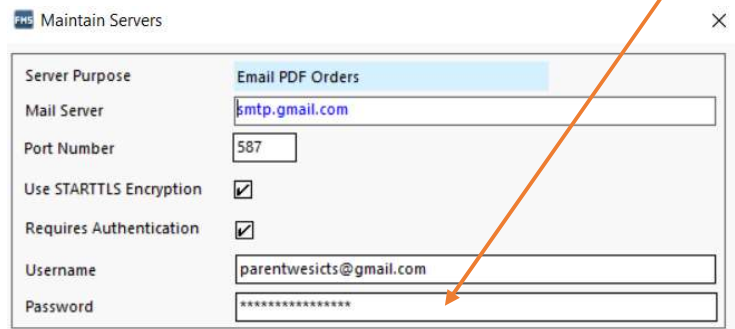 FMS Maintain Servers
Server Purpose Email PDF Orders
Mail Server smtp.gmail.com
Port Number 587
Use STARTTLS Encryption
Requires Authentication
Username parentwesicts@gmail.com
Password ****************